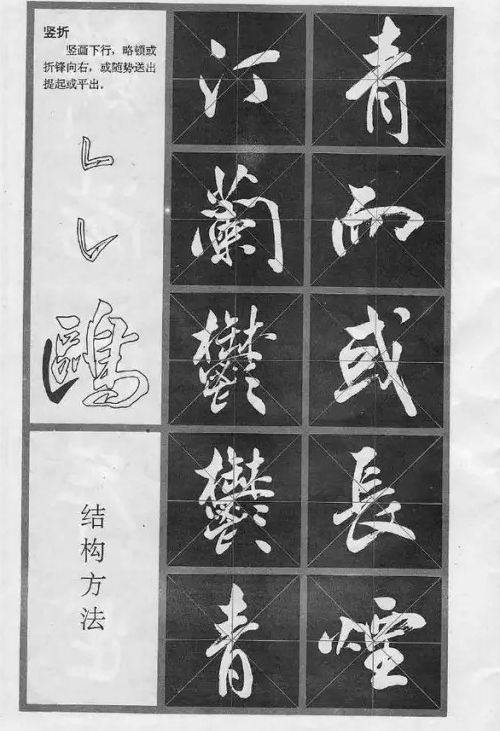 竖折
竖画下行，略顿或
折锋向右，或随势送出
提起或平出．
鷗
结构方法
汀蘭鬱鬱青
青而或長煙